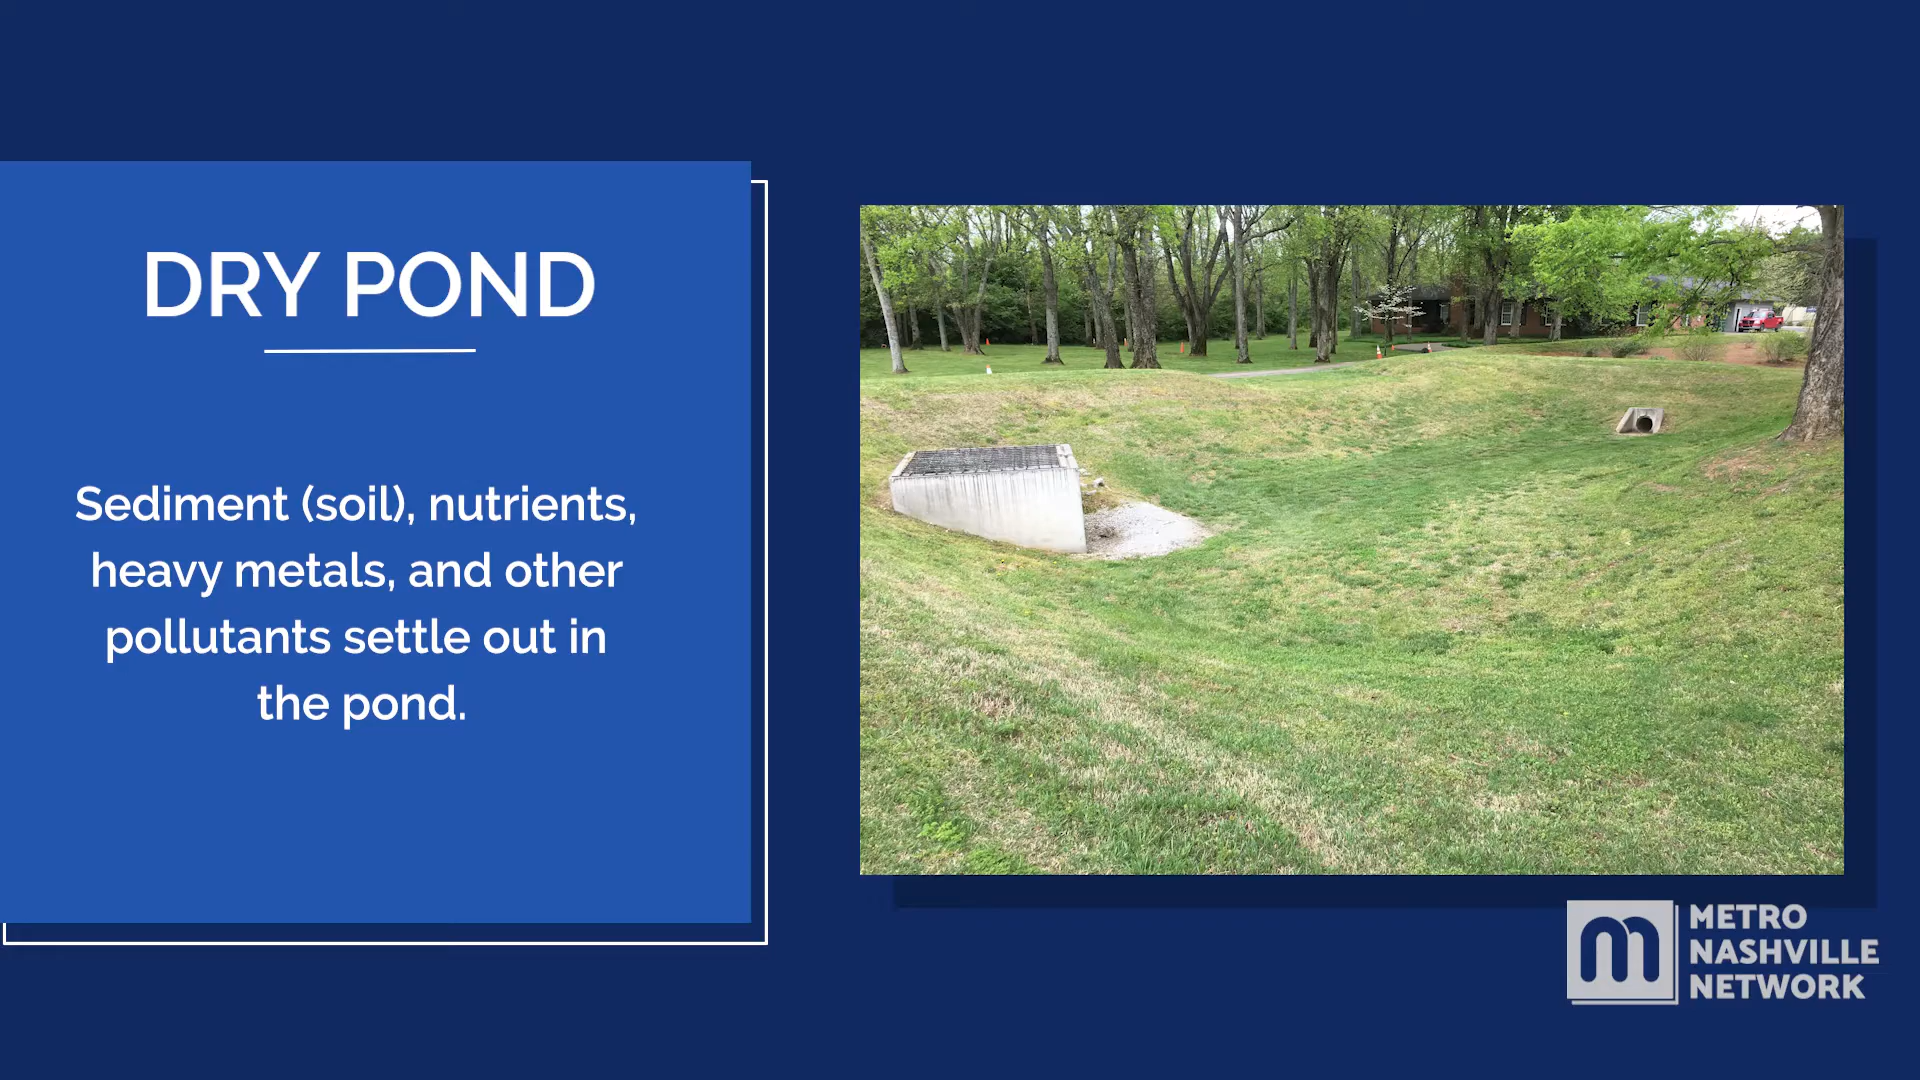 DRY POND
Sediment (soil), nutrients,
heavy metals, and other
pollutants settle out in
the pond.
m
METRO
NASHVILLE
NETWORK